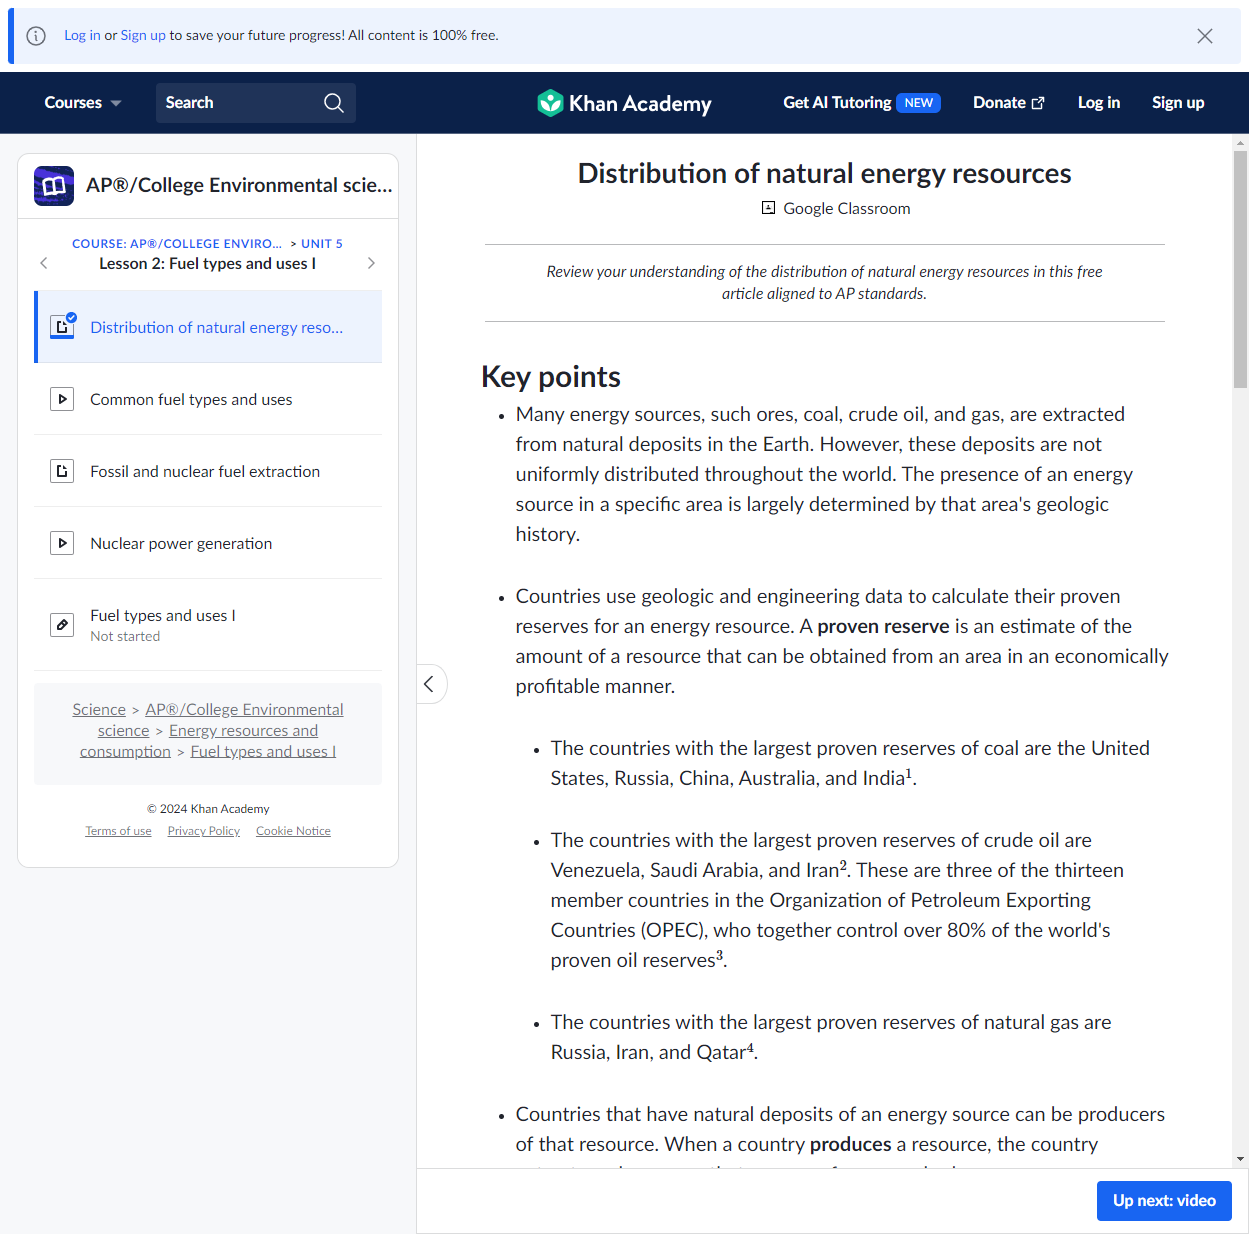 Log in or Sign up to save your future progress! All content is 100% free.
Courses
Search
Khan Academy
Get AI Tutoring NEW
Donate
Log in
Sign up
AP®/College Environmental scie...
COURSE: AP®/COLLEGE ENVIRO... > UNIT 5
Lesson 2: Fuel types and uses I
Distribution of natural energy reso...
Common fuel types and uses
Fossil and nuclear fuel extraction
Nuclear power generation
Fuel types and uses I
Not started
Science > AP®/College Environmental
science > Energy resources and
consumption > Fuel types and uses I
© 2024 Khan Academy
Terms of use Privacy Policy Cookie Notice
Distribution of natural energy resources
Google Classroom
Review your understanding of the distribution of natural energy resources in this free
article aligned to AP standards.
Key points
Many energy sources, such ores, coal, crude oil, and gas, are extracted
from natural deposits in the Earth. However, these deposits are not
uniformly distributed throughout the world. The presence of an energy
source in a specific area is largely determined by that area's geologic
history.
Countries use geologic and engineering data to calculate their proven
reserves for an energy resource. A proven reserve is an estimate of the
amount of a resource that can be obtained from an area in an economically
profitable manner.
The countries with the largest proven reserves of coal are the United
States, Russia, China, Australia, and India¹.
The countries with the largest proven reserves of crude oil are
Venezuela, Saudi Arabia, and Iran². These are three of the thirteen
member countries in the Organization of Petroleum Exporting
Countries (OPEC), who together control over 80% of the world's
proven oil reserves³.
The countries with the largest proven reserves of natural gas are
Russia, Iran, and Qatar⁴.
Countries that have natural deposits of an energy source can be producers
of that resource. When a country produces a resource, the country
Up next: video